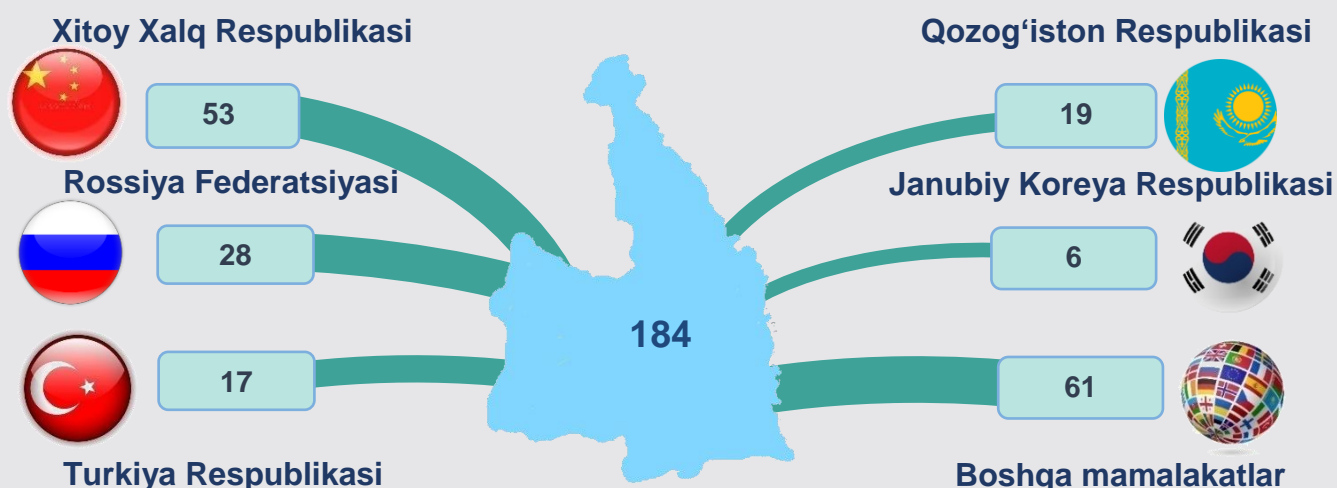 Xitoy Xalq Respublikasi
53
Rossiya Federatsiyasi
28
17
Turkiya Respublikasi
184
Qozog‘iston Respublikasi
19
Janubiy Koreya Respublikasi
6
61
Boshqa mamalakatlar